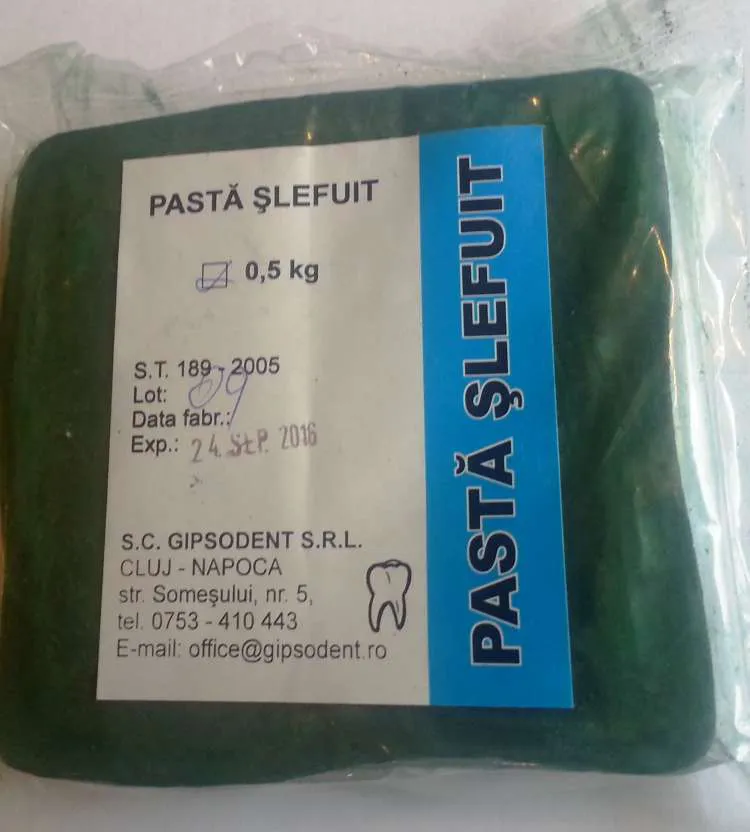 PASTĂ ŞLEFUIT
0,5 kg
S.T. 189 - 2005
Lot: 09
Data fabr.:
Exp.: 24. SEP. 2016
S.C. GIPSODENT S.R.L.
CLUJ - NAPOCA
str. Someşului, nr. 5,
tel. 0753 - 410 443
E-mail: office@gipsodent.ro
PASTĂ ŞLEFUIT